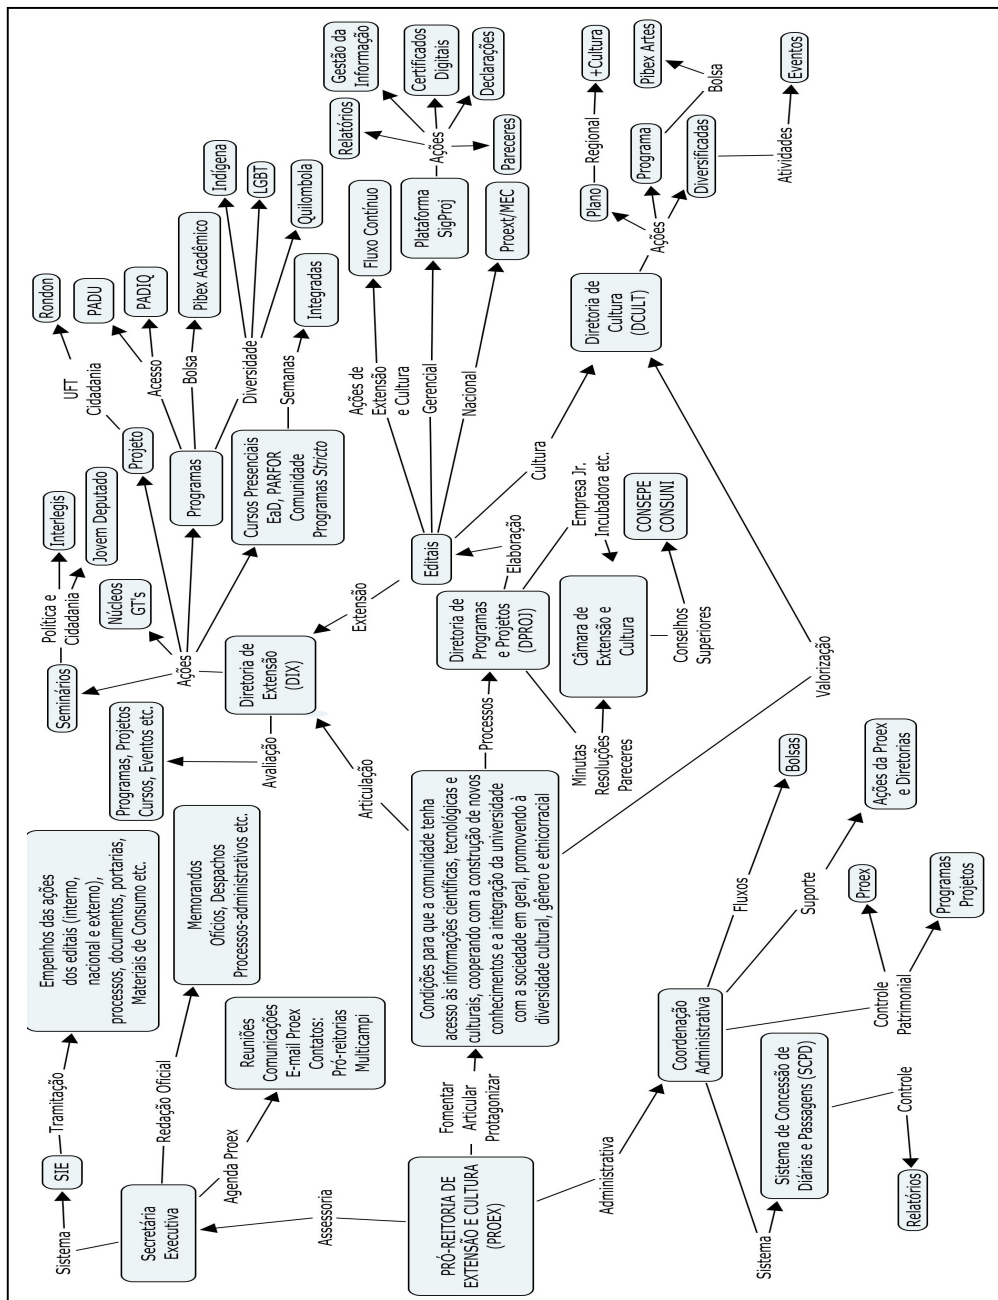 SIE
Sistema
Tramitação
Empenhos das ações
dos editais (interno,
nacional e externo),
processos, documentos, portarias,
Materiais de Consumo etc.
Secretária
Executiva
Redação Oficial
Memorandos
Ofícios, Despachos
Processos-administrativos etc.
Agenda Proex
Reuniões
Comunicações
E-mail Proex
Contatos:
Pró-reitorias
Multicampi
Assessoria
PRÓ-REITORIA DE
EXTENSÃO E CULTURA
(PROEX)
Fomentar
Articular
Protagonizar
Condições para que a comunidade tenha
acesso às informações científicas, tecnológicas e
culturais, cooperando com a construção de novos
conhecimentos e a integração da universidade
com a sociedade em geral, promovendo à
diversidade cultural, gênero e etnicorracial
Administrativa
Coordenação
Administrativa
Sistema
Sistema de Concessão de
Diárias e Passagens (SCPD)
Controle
Relatórios
Controle
Patrimonial
Proex
Programas
Projetos
Suporte
Ações da Proex
e Diretorias
Fluxos
Bolsas
Articulação
Processos
Valorização
Diretoria de
Extensão
(DIX)
Avaliação
Programas, Projetos
Cursos, Eventos etc.
Ações
Seminários
Política e
Cidadania
Interlegis
Jovem Deputado
Núcleos
GT's
Projeto
UFT
Cidadania
Rondon
Programas
Acesso
PADU
PADIQ
Bolsa
Pibex Acadêmico
Diversidade
Indígena
LGBT
Quilombola
Cursos Presenciais
EaD, PARFOR
Comunidade
Programas Stricto
Semanas
Integradas
Extensão
Diretoria de
Programas
e Projetos
(DPROJ)
Elaboração
Editais
Ações de
Extensão
e Cultura
Fluxo Contínuo
Gerencial
Plataforma
SigProj
Ações
Relatórios
Gestão da
Informação
Certificados
Digitais
Declarações
Pareceres
Nacional
Proext/MEC
Cultura
Minutas
Resoluções
Pareceres
Empresa Jr.
Incubadora etc.
Câmara de
Extensão e
Cultura
Conselhos
Superiores
CONSEPE
CONSUNI
Diretoria de
Cultura
(DCULT)
Ações
Plano
Regional
+Cultura
Programa
Bolsa
Pibex Artes
Diversificadas
Atividades
Eventos